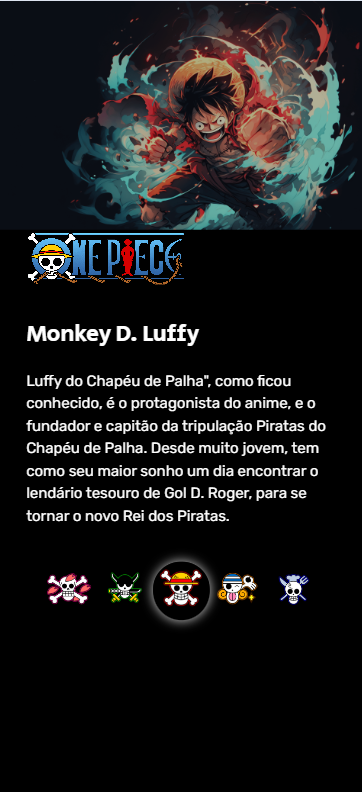 ONE PIECE
Monkey D. Luffy
Luffy do Chapéu de Palha", como ficou
conhecido, é o protagonista do anime, e o
fundador e capitão da tripulação Piratas do
Chapéu de Palha. Desde muito jovem, tem
como seu maior sonho um dia encontrar o
lendário tesouro de Gol D. Roger, para se
tornar o novo Rei dos Piratas.